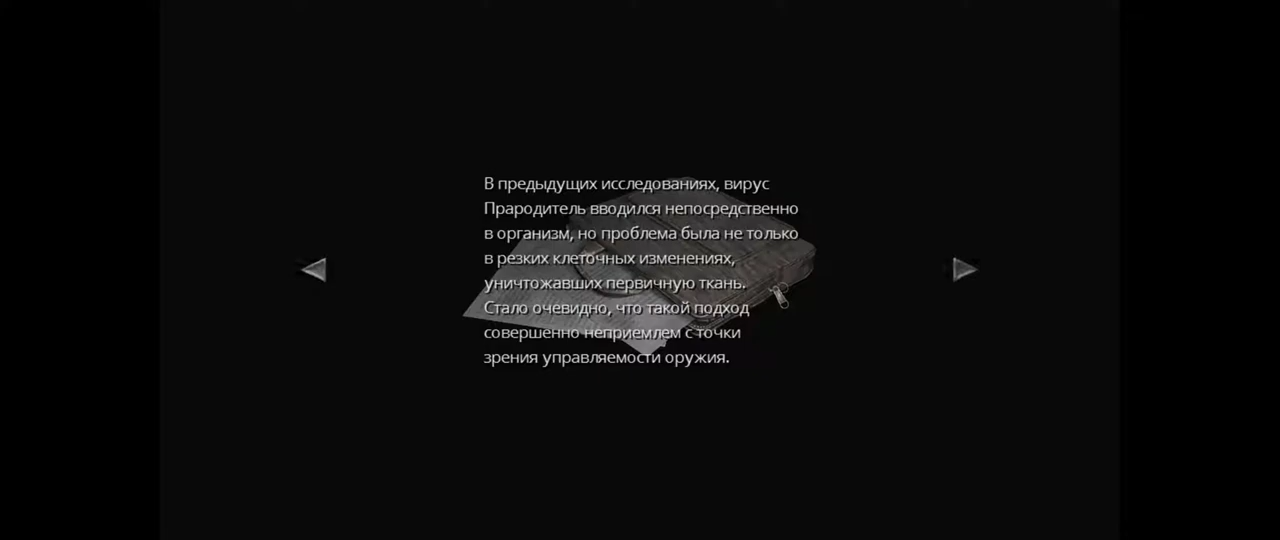 В предыдущих исследованиях, вирус
Прародитель вводился непосредственно
в организм, но проблема была не только
в резких клеточных изменениях,
уничтожавших первичную ткань.
Стало очевидно, что такой подход
совершенно неприемлем с точки
зрения управляемости оружия.